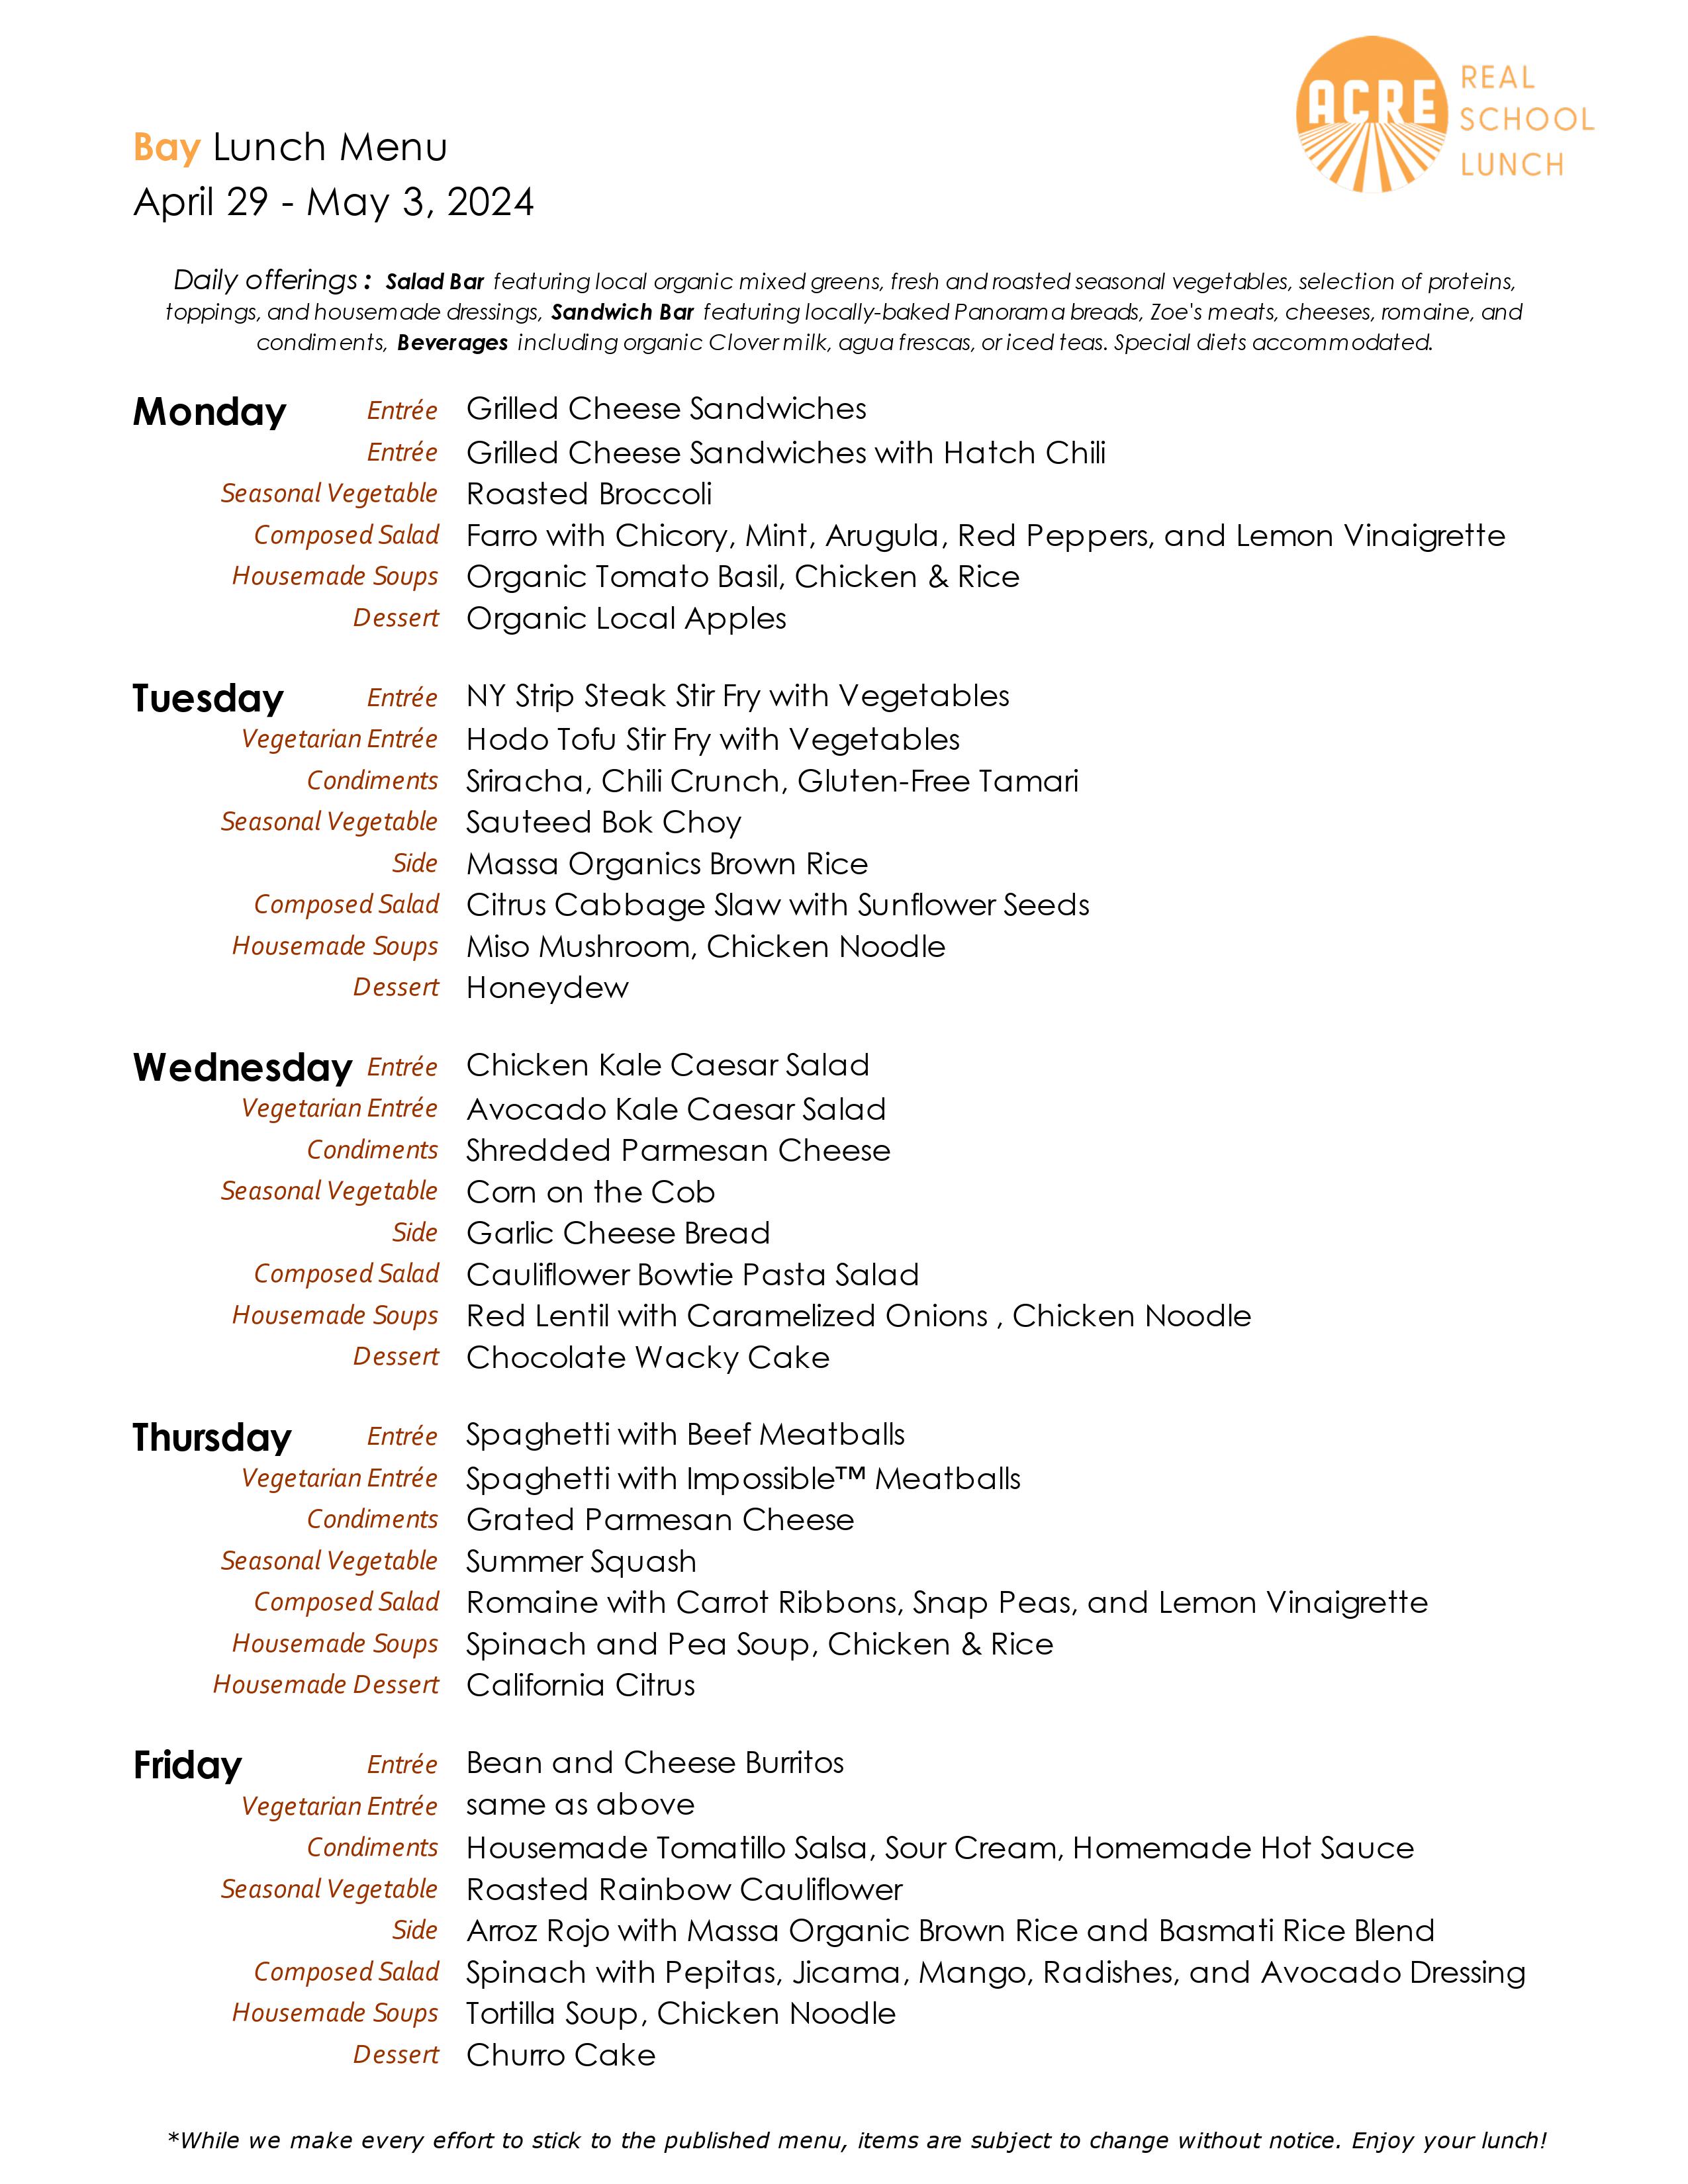 ACRE
REAL
SCHOOL
LUNCH
Bay Lunch Menu
April 29 - May 3, 2024
Daily offerings : Salad Bar featuring local organic mixed greens, fresh and roasted seasonal vegetables, selection of proteins,
toppings, and housemade dressings, Sandwich Bar featuring locally-baked Panorama breads, Zoe's meats, cheeses, romaine, and
condiments, Beverages including organic Clover milk, agua frescas, or iced teas. Special diets accommodated.
Monday Entrée Grilled Cheese Sandwiches
Entrée Grilled Cheese Sandwiches with Hatch Chili
Seasonal Vegetable Roasted Broccoli
Composed Salad Farro with Chicory, Mint, Arugula, Red Peppers, and Lemon Vinaigrette
Housemade Soups Organic Tomato Basil, Chicken & Rice
Dessert Organic Local Apples
Tuesday Entrée NY Strip Steak Stir Fry with Vegetables
Vegetarian Entrée Hodo Tofu Stir Fry with Vegetables
Condiments Sriracha, Chili Crunch, Gluten-Free Tamari
Seasonal Vegetable Sauteed Bok Choy
Side Massa Organics Brown Rice
Composed Salad Citrus Cabbage Slaw with Sunflower Seeds
Housemade Soups Miso Mushroom, Chicken Noodle
Dessert Honeydew
Wednesday Entrée Chicken Kale Caesar Salad
Vegetarian Entrée Avocado Kale Caesar Salad
Condiments Shredded Parmesan Cheese
Seasonal Vegetable Corn on the Cob
Side Garlic Cheese Bread
Composed Salad Cauliflower Bowtie Pasta Salad
Housemade Soups Red Lentil with Caramelized Onions , Chicken Noodle
Dessert Chocolate Wacky Cake
Thursday Entrée Spaghetti with Beef Meatballs
Vegetarian Entrée Spaghetti with Impossible™ Meatballs
Condiments Grated Parmesan Cheese
Seasonal Vegetable Summer Squash
Composed Salad Romaine with Carrot Ribbons, Snap Peas, and Lemon Vinaigrette
Housemade Soups Spinach and Pea Soup, Chicken & Rice
Housemade Dessert California Citrus
Friday Entrée Bean and Cheese Burritos
Vegetarian Entrée same as above
Condiments Housemade Tomatillo Salsa, Sour Cream, Homemade Hot Sauce
Seasonal Vegetable Roasted Rainbow Cauliflower
Side Arroz Rojo with Massa Organic Brown Rice and Basmati Rice Blend
Composed Salad Spinach with Pepitas, Jicama, Mango, Radishes, and Avocado Dressing
Housemade Soups Tortilla Soup, Chicken Noodle
Dessert Churro Cake
*While we make every effort to stick to the published menu, items are subject to change without notice. Enjoy your lunch!